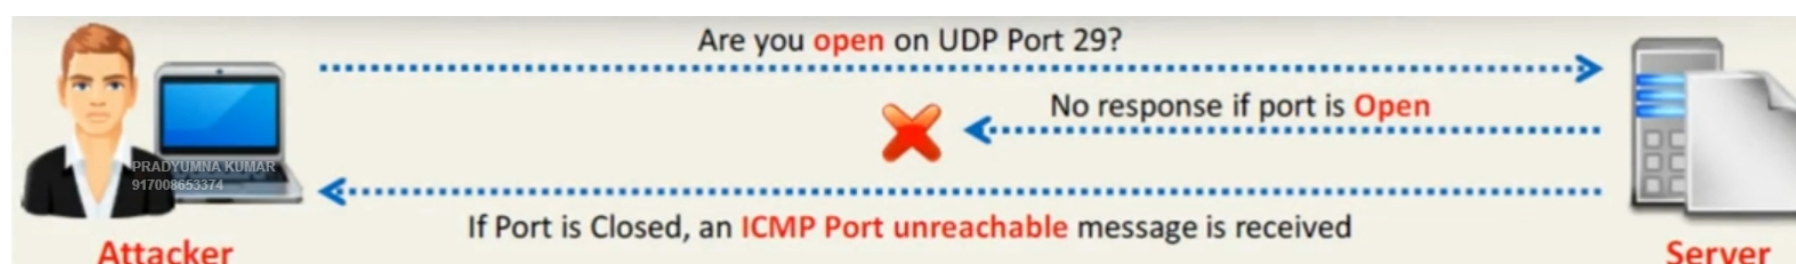 Are you open on UDP Port 29?
No response if port is Open
PRADYUMNA KUMAR
917008653374
If Port is Closed, an ICMP Port unreachable message is received
Attacker
Server